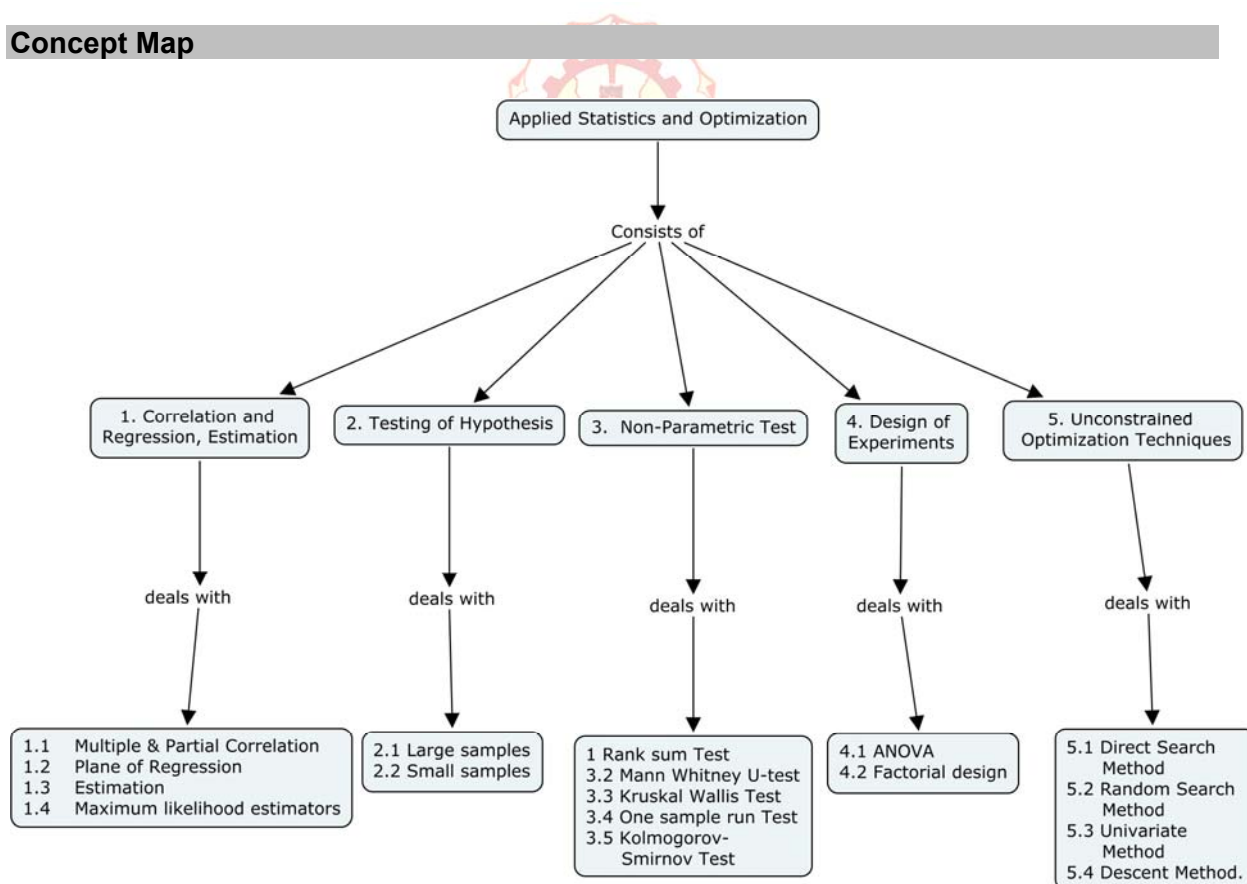 Concept Map
Applied Statistics and Optimization
Consists of
1. Correlation and
Regression, Estimation
2. Testing of Hypothesis
3. Non-Parametric Test
4. Design of
Experiments
5. Unconstrained
Optimization Techniques
deals with
deals with
deals with
deals with
deals with
1.1 Multiple & Partial Correlation
1.2 Plane of Regression
1.3 Estimation
1.4 Maximum likelihood estimators
2.1 Large samples
2.2 Small samples
1 Rank sum Test
3.2 Mann Whitney U-test
3.3 Kruskal Wallis Test
3.4 One sample run Test
3.5 Kolmogorov-
Smirnov Test
4.1 ANOVA
4.2 Factorial design
5.1 Direct Search
Method
5.2 Random Search
Method
5.3 Univariate
Method
5.4 Descent Method.